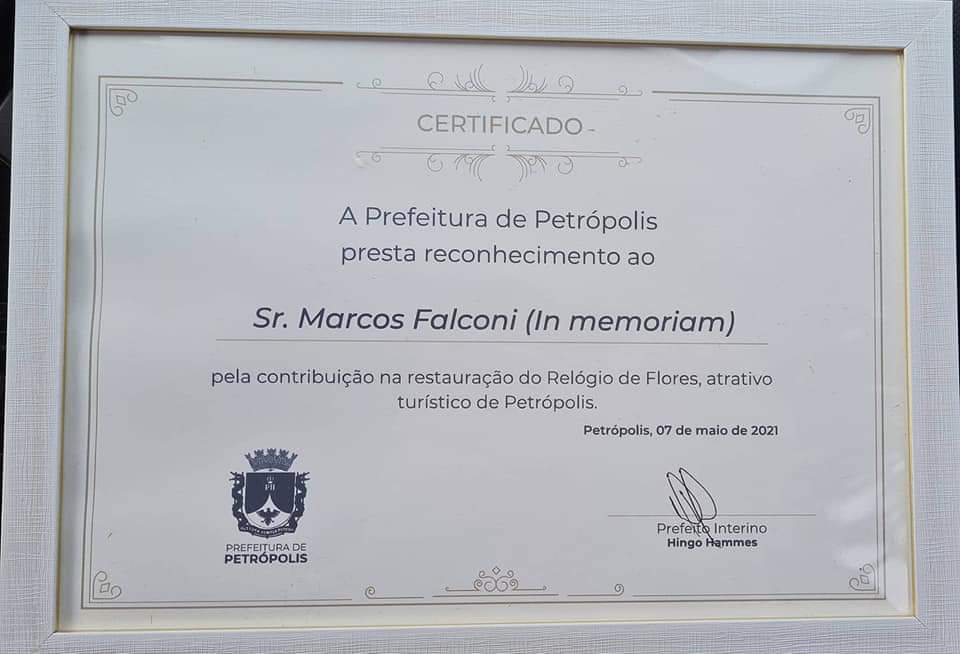 CERTIFICADO -
A Prefeitura de Petrópolis
presta reconhecimento ao
Sr. Marcos Falconi (In memoriam)
pela contribuição na restauração do Relógio de Flores, atrativo
turístico de Petrópolis.
Petrópolis, 07 de maio de 2021
PREFEITURA DE
PETRÓPOLIS
Prefeito Interino
Hingo Hammes